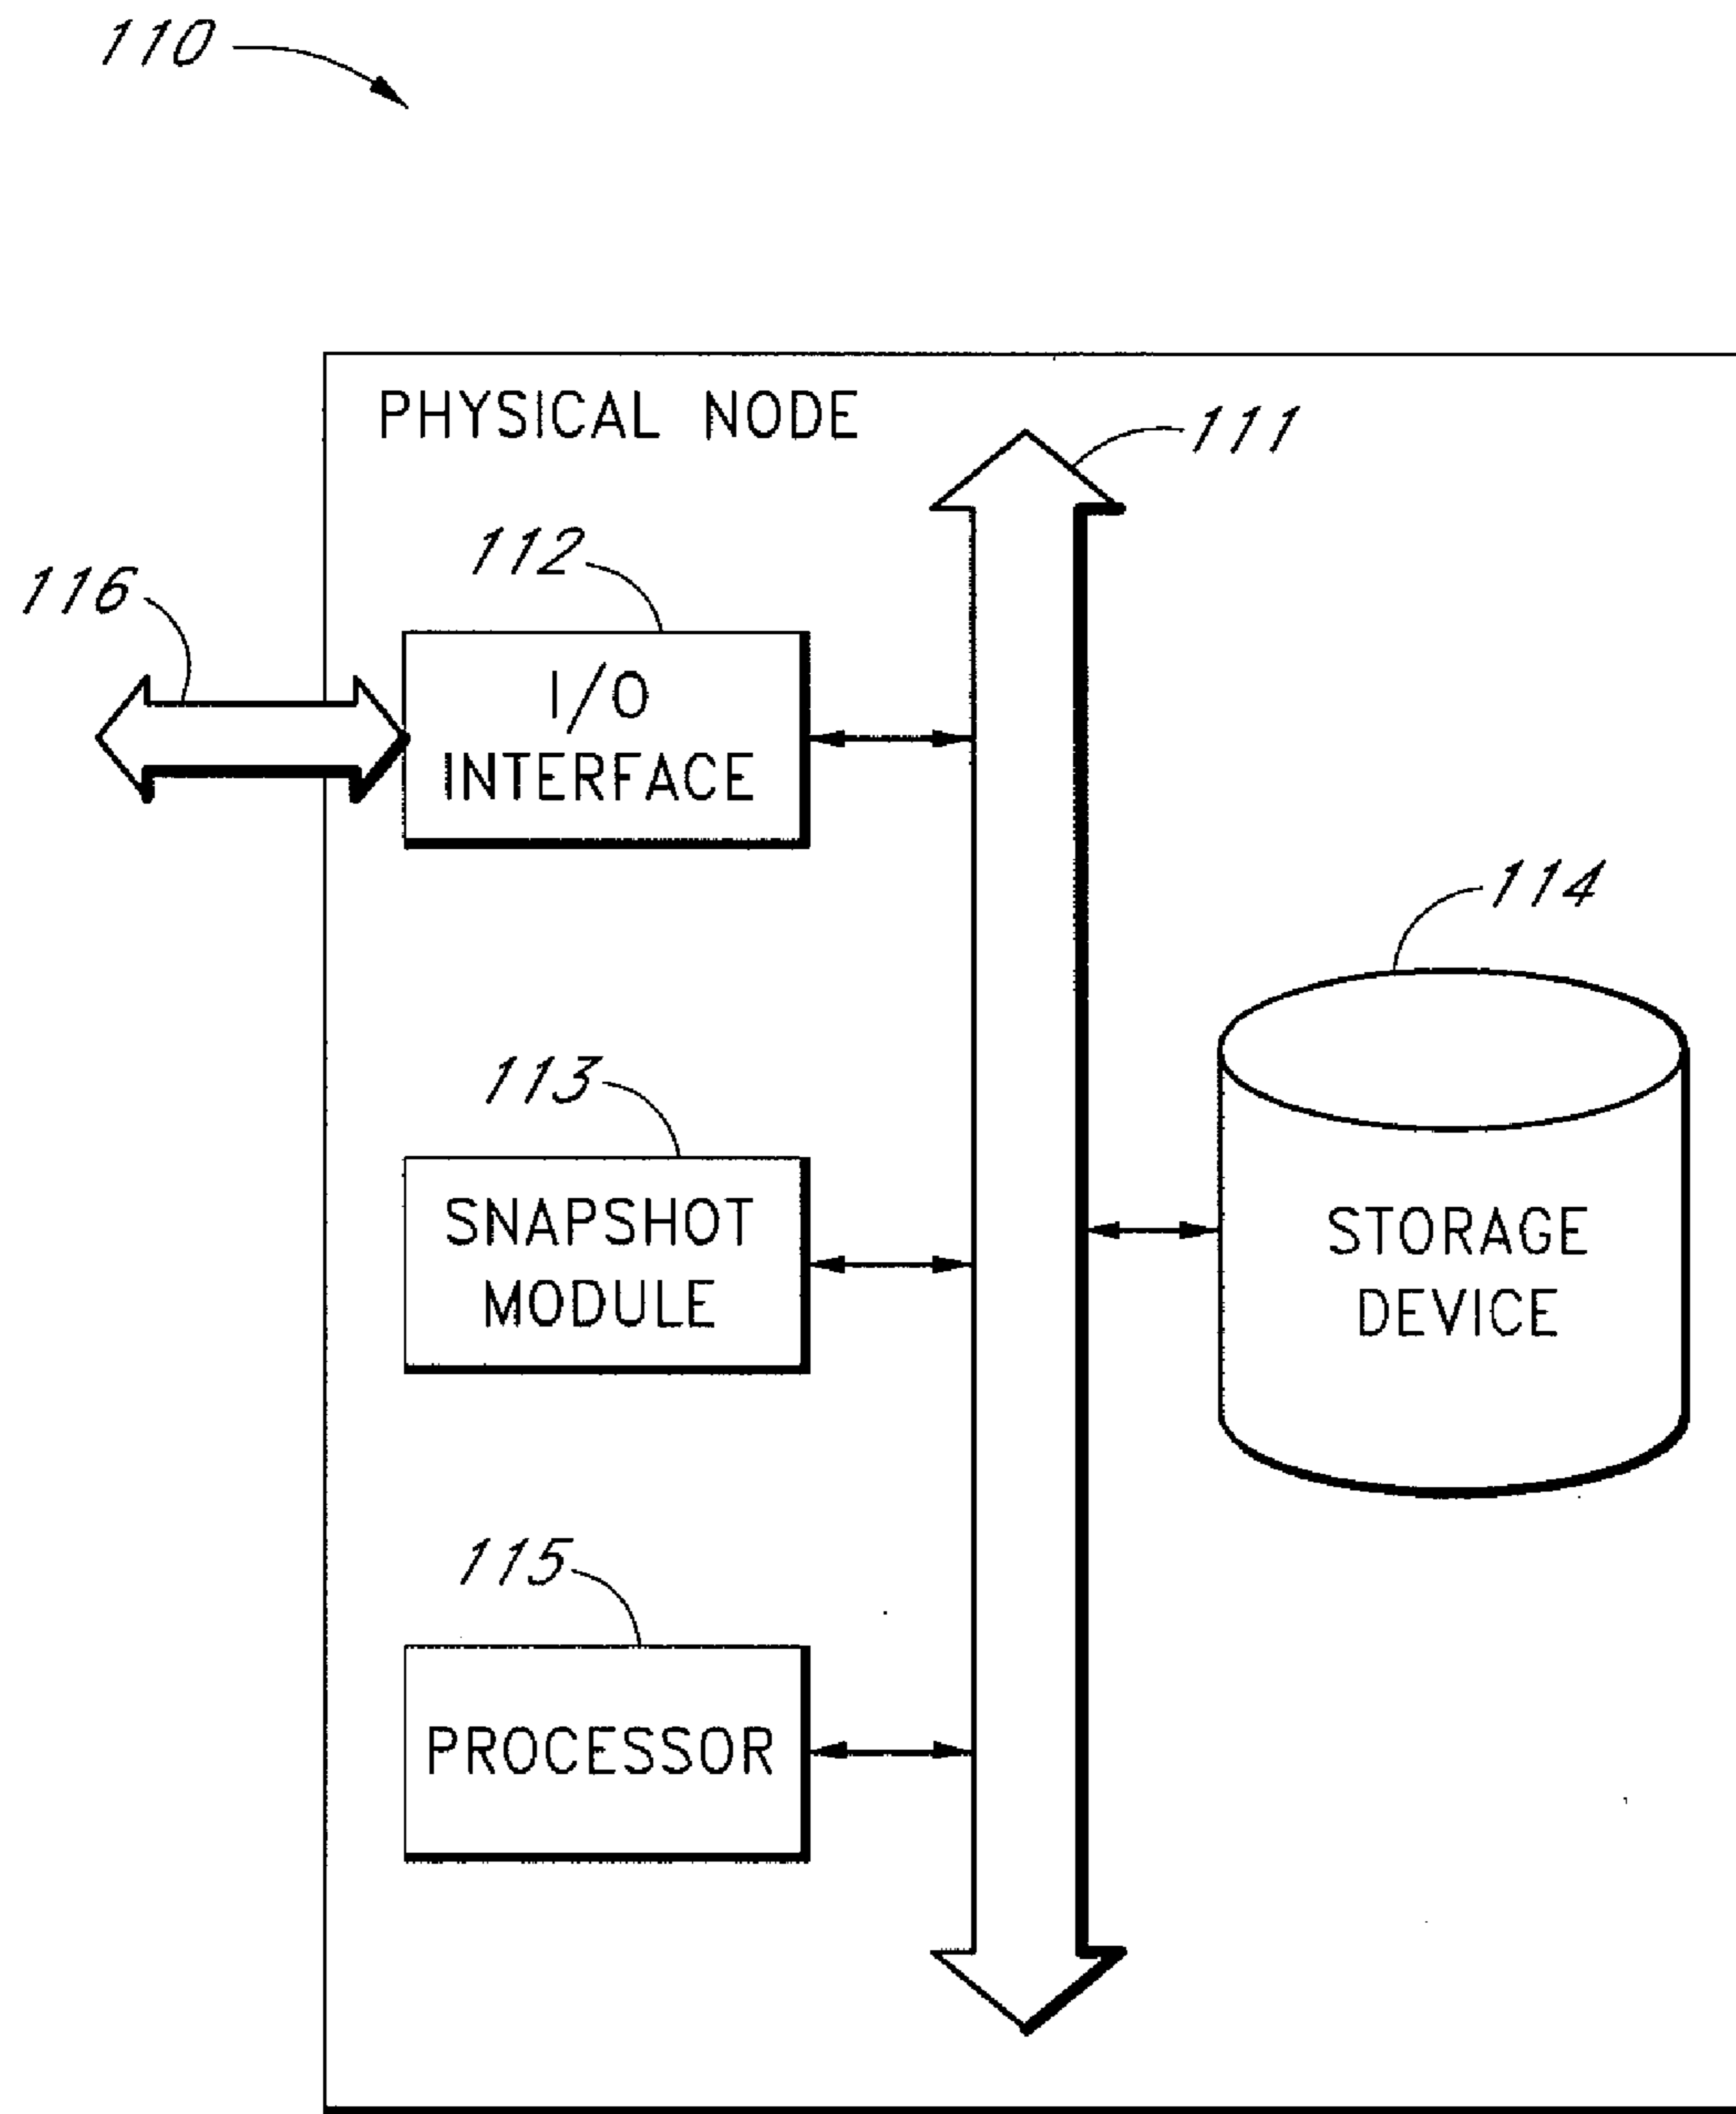 110
PHYSICAL NODE
111
112
116
I/O
INTERFACE
114
113
SNAPSHOT
MODULE
STORAGE
DEVICE
115
PROCESSOR